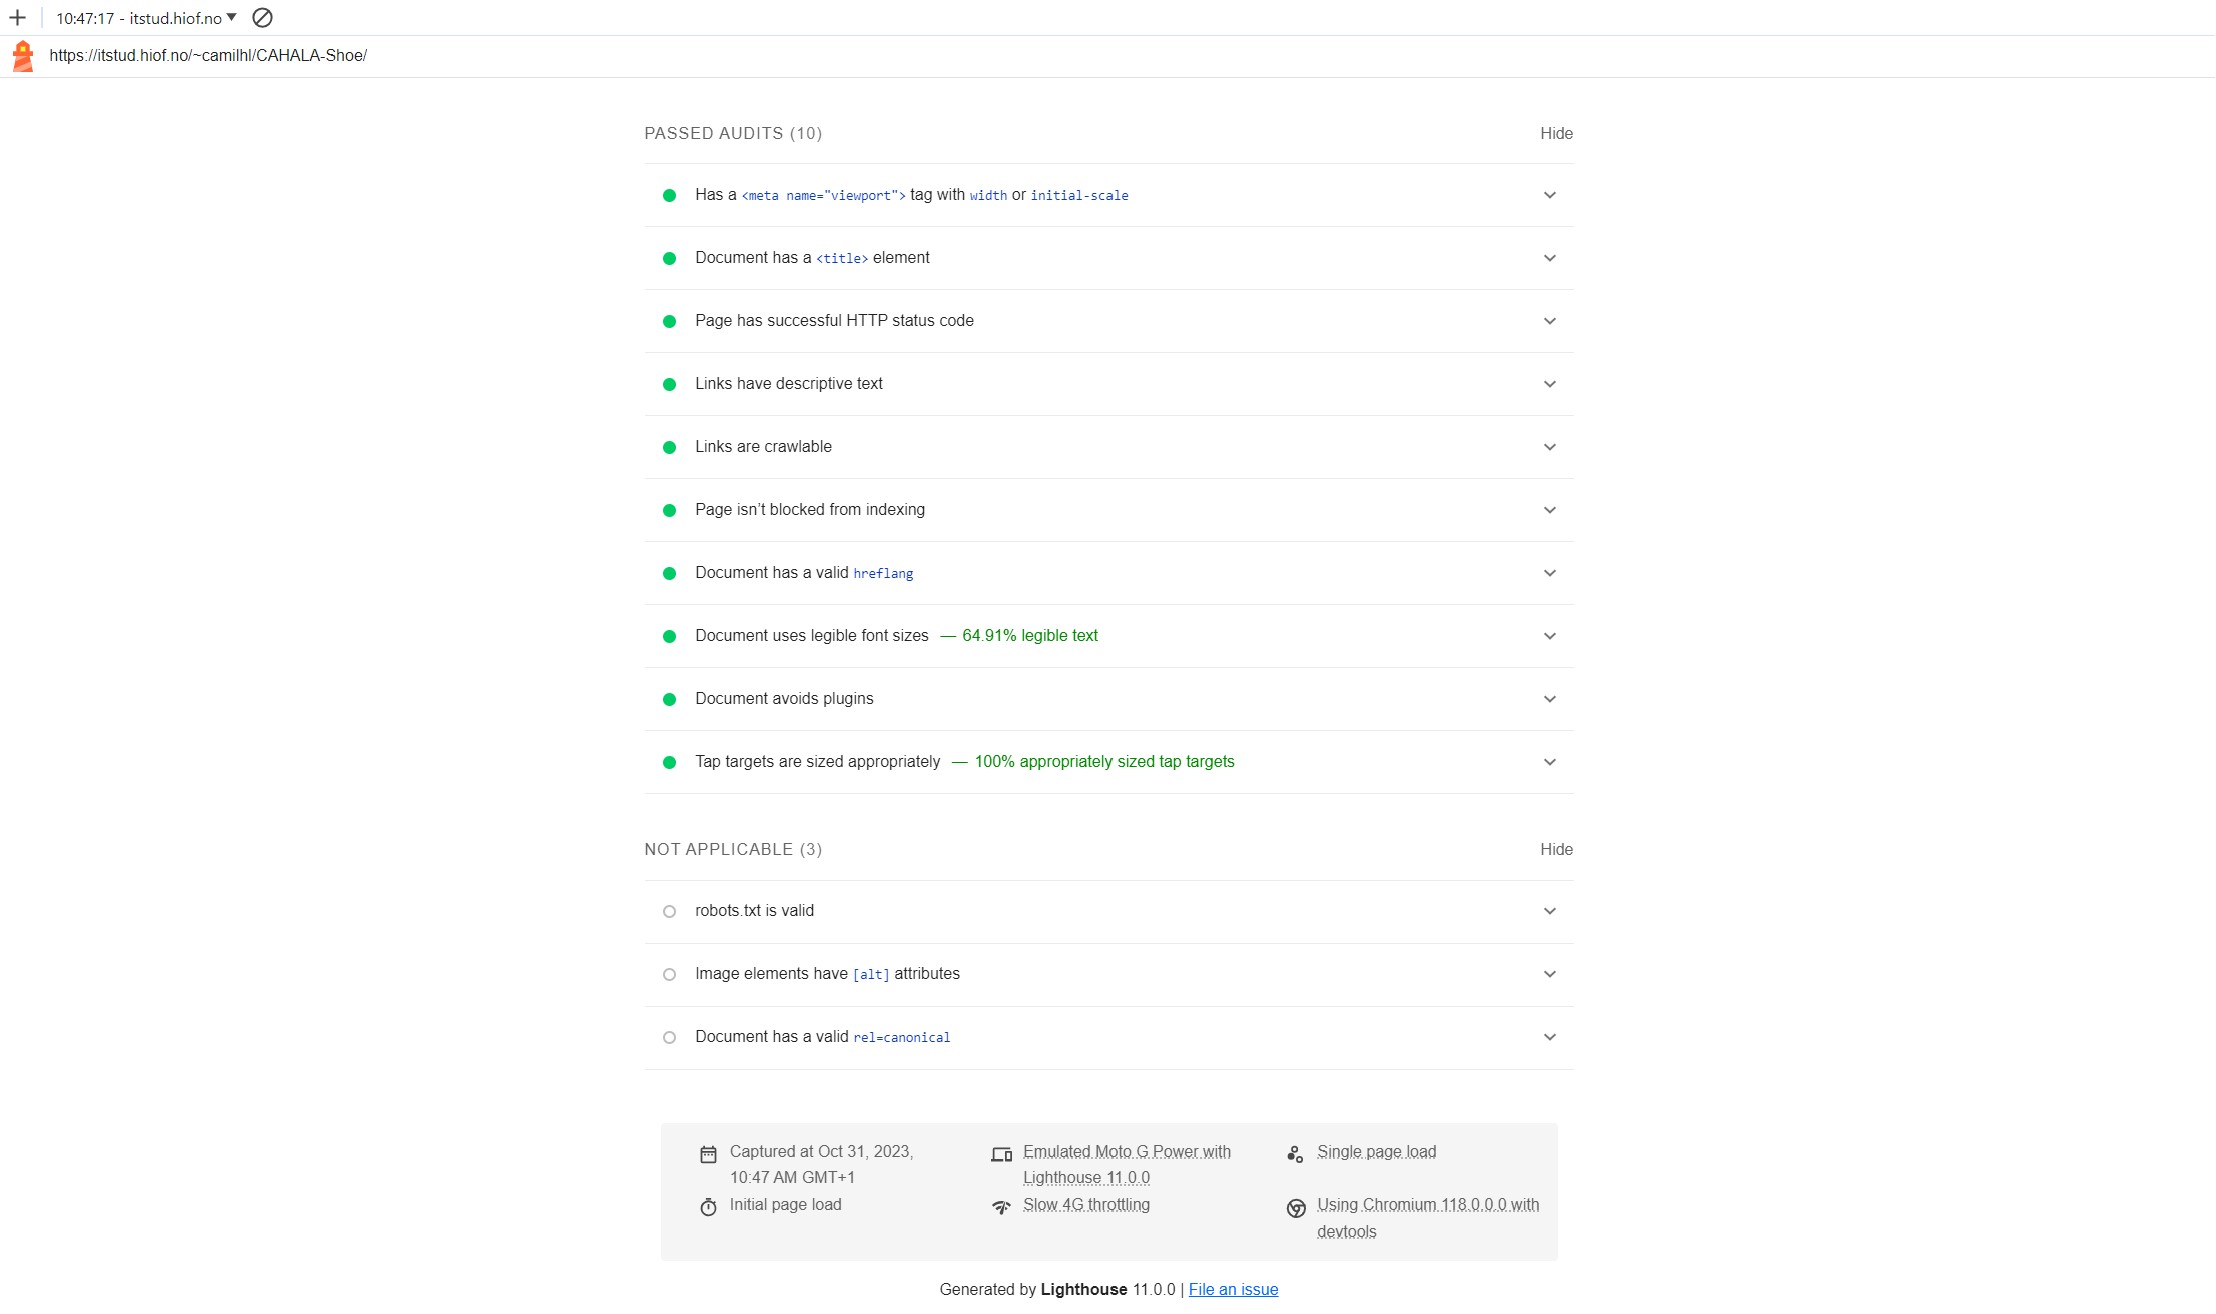 10:47:17 - itstud.hiof.no
https://itstud.hiof.no/~camilhl/CAHALA-Shoe/
PASSED AUDITS (10) Hide
Has a <meta name="viewport"> tag with width or initial-scale
Document has a <title> element
Page has successful HTTP status code
Links have descriptive text
Links are crawlable
Page isn’t blocked from indexing
Document has a valid hreflang
Document uses legible font sizes — 64.91% legible text
Document avoids plugins
Tap targets are sized appropriately — 100% appropriately sized tap targets
NOT APPLICABLE (3) Hide
robots.txt is valid
Image elements have [alt] attributes
Document has a valid rel=canonical
Captured at Oct 31, 2023,
10:47 AM GMT+1
Emulated Moto G Power with
Lighthouse 11.0.0
Single page load
Initial page load
Slow 4G throttling
Using Chromium 118.0.0.0 with
devtools
Generated by Lighthouse 11.0.0 | File an issue